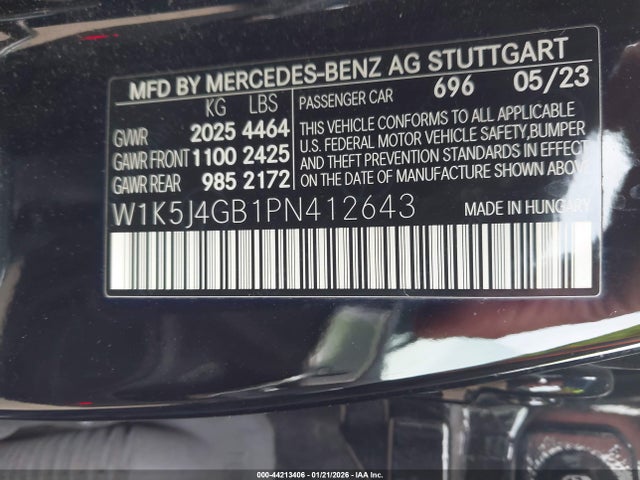 MFD BY MERCEDES-BENZ AG STUTTGART
KG LBS
PASSENGER CAR 696 05/23
GVWR 2025 4464
GAWR FRONT 1100 2425
GAWR REAR 985 2172
THIS VEHICLE CONFORMS TO ALL APPLICABLE
U.S. FEDERAL MOTOR VEHICLE SAFETY, BUMPER
AND THEFT PREVENTION STANDARDS IN EFFECT
ON THE DATE OF MANUFACTURE SHOWN ABOVE.
W1K5J4GB1PN412643 MADE IN HUNGARY
000-44213406 - 01/21/2026 - IAA Inc.